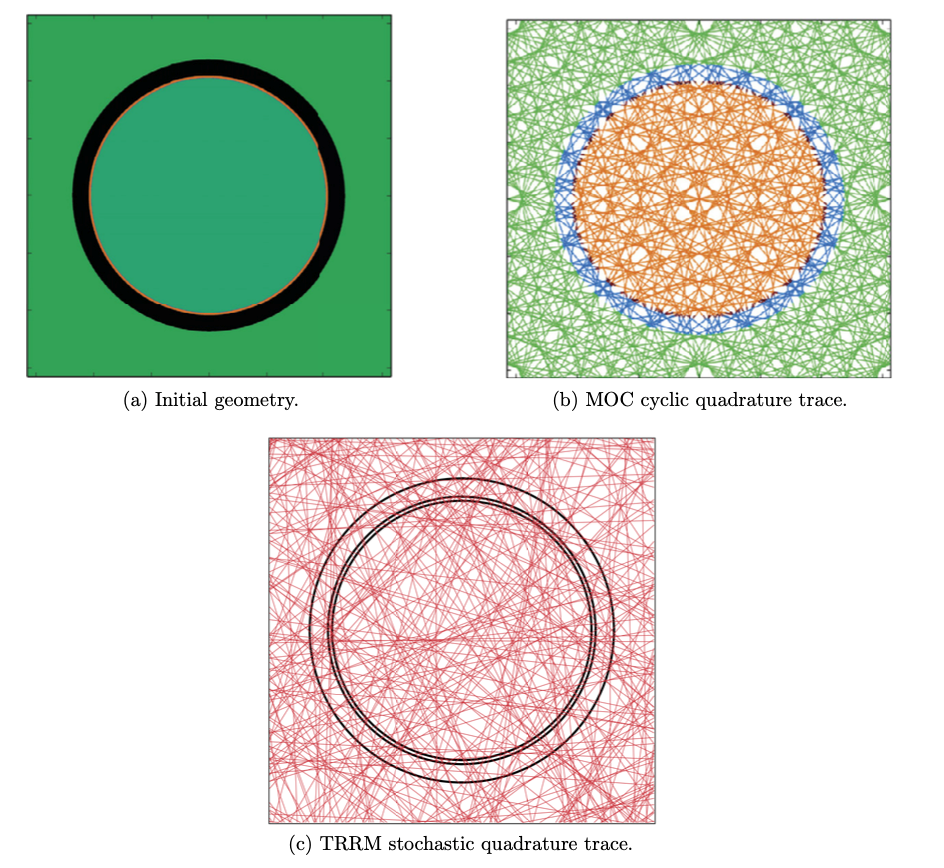 (a) Initial geometry.
(b) MOC cyclic quadrature trace.
(c) TRRM stochastic quadrature trace.